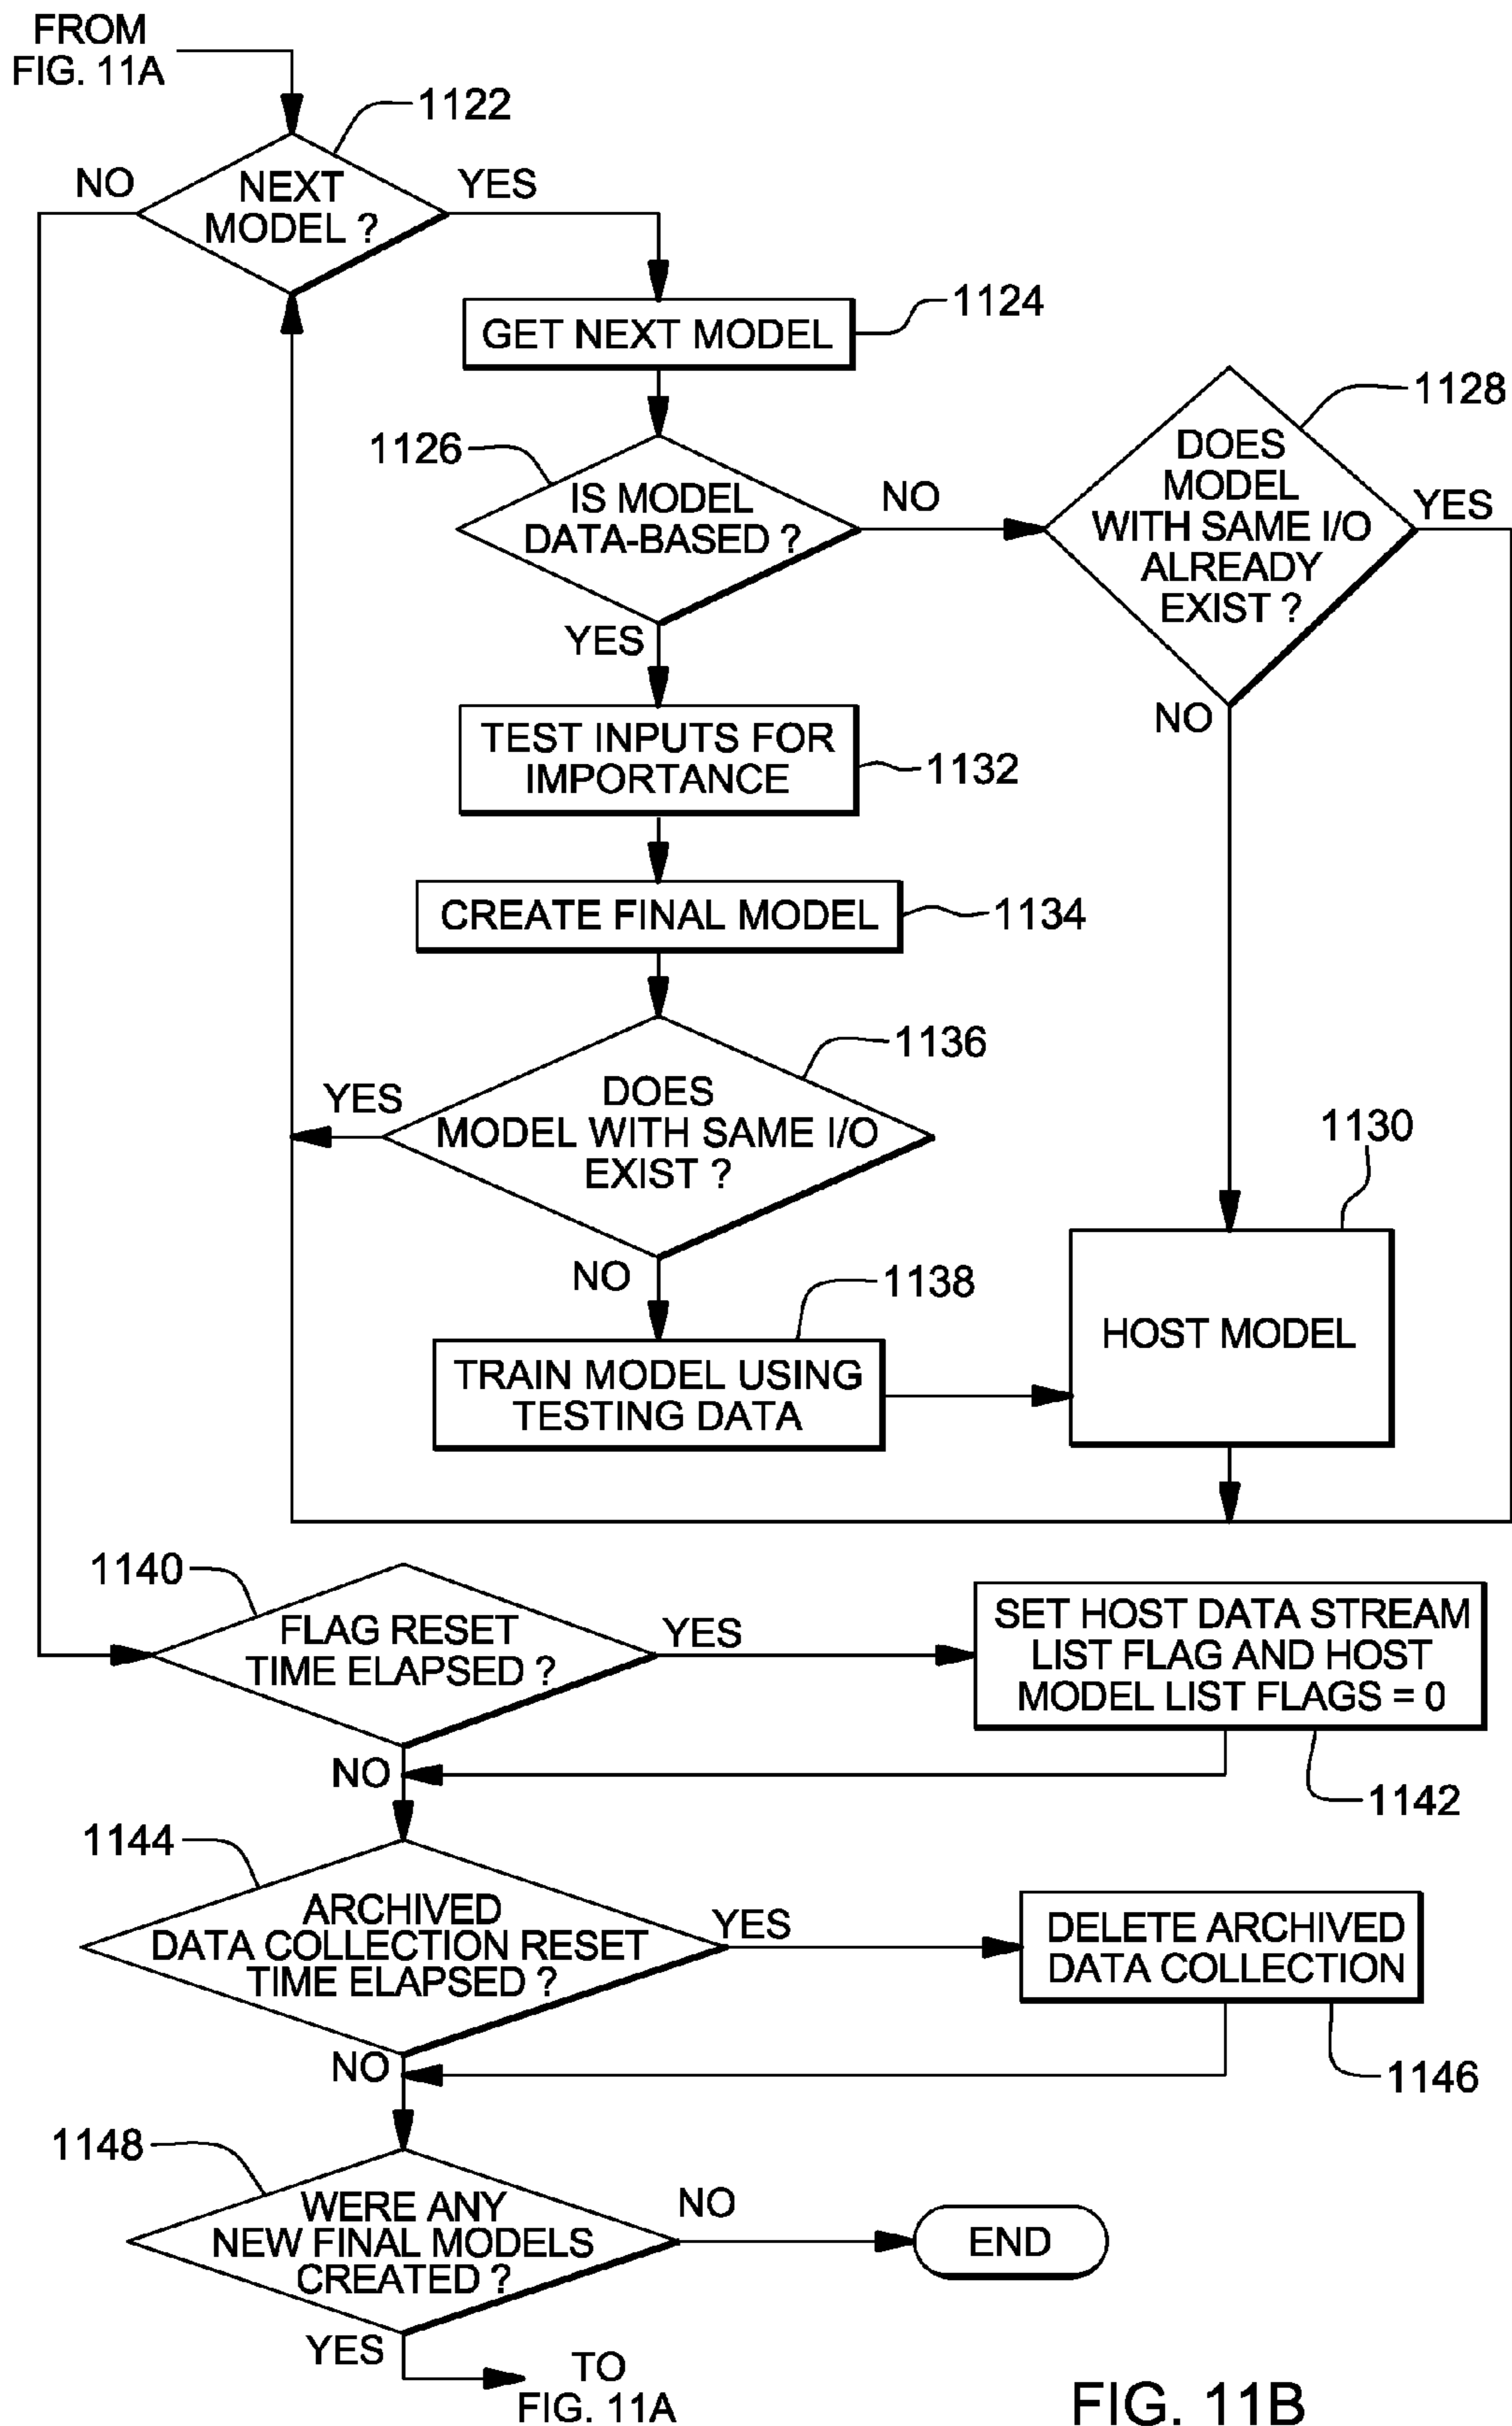 FROM
FIG. 11A
1122
NO
NEXT
MODEL ?
YES
1124
GET NEXT MODEL
1126
IS MODEL
DATA-BASED ?
NO
YES
1128
DOES
MODEL
WITH SAME I/O
ALREADY
EXIST ?
YES
NO
TEST INPUTS FOR
IMPORTANCE
1132
CREATE FINAL MODEL
1134
1136
YES
DOES
MODEL WITH SAME I/O
EXIST ?
NO
1130
HOST MODEL
1138
TRAIN MODEL USING
TESTING DATA
1140
FLAG RESET
TIME ELAPSED ?
YES
SET HOST DATA STREAM
LIST FLAG AND HOST
MODEL LIST FLAGS = 0
NO
1142
1144
ARCHIVED
DATA COLLECTION RESET
TIME ELAPSED ?
YES
DELETE ARCHIVED
DATA COLLECTION
NO
1146
1148
WERE ANY
NEW FINAL MODELS
CREATED ?
NO
END
YES
TO
FIG. 11A
FIG. 11B